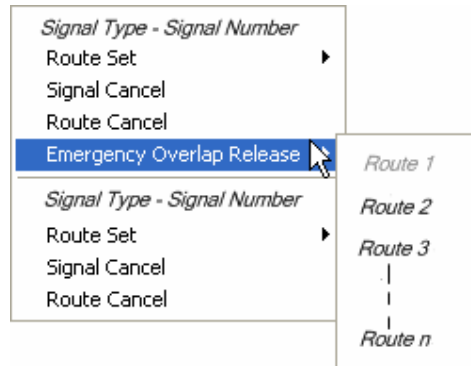 Signal Type - Signal Number
Route Set
Signal Cancel
Route Cancel
Emergency Overlap Release
Route 1
Route 2
Route 3
Route n
Signal Type - Signal Number
Route Set
Signal Cancel
Route Cancel